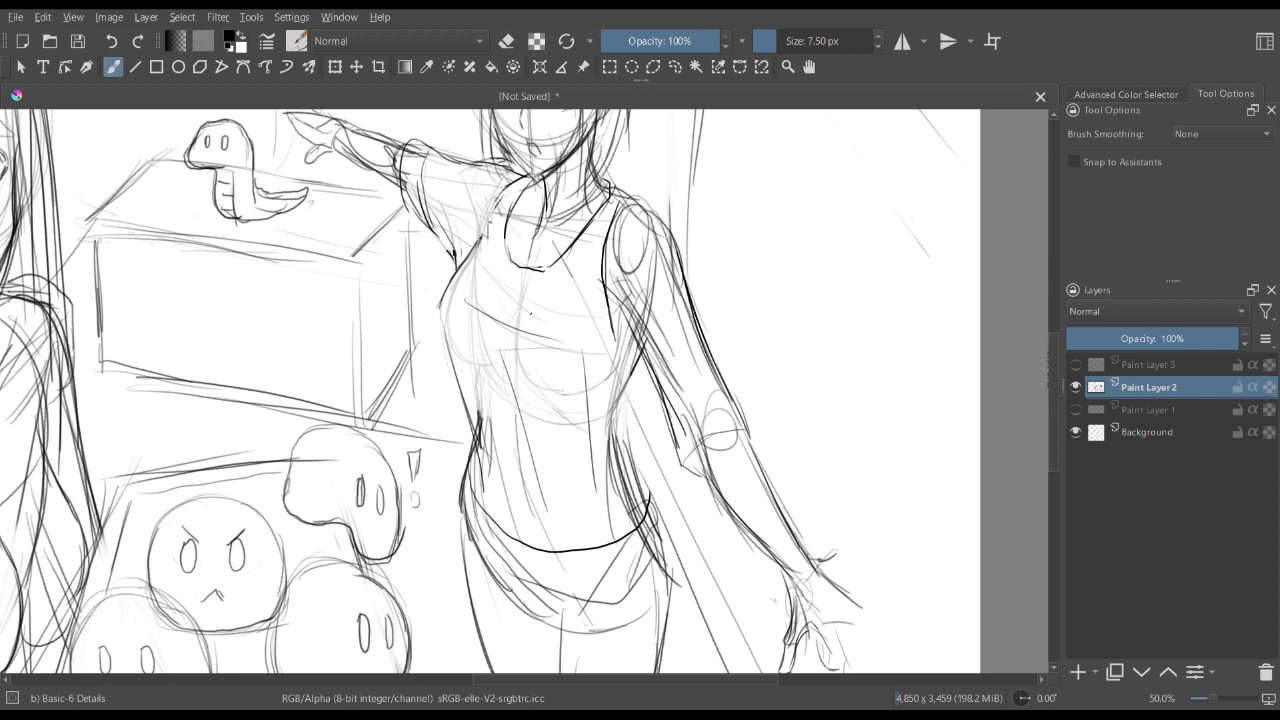 File Edit View Image Layer Select Filter Tools Settings Window Help
Normal Opacity: 100% Size: 7.50 px
[Not Saved] *
Advanced Color Selector Tool Options
Tool Options
Brush Smoothing: None
Snap to Assistants
Layers
Normal
Opacity: 100%
Paint Layer 3
Paint Layer 2
Paint Layer 1
Background
b) Basic-6 Details RGB/Alpha (8-bit integer/channel) sRGB-elle-V2-srgbtrc.icc 4,850 x 3,459 (198.2 MiB) 0.00° 50.0%